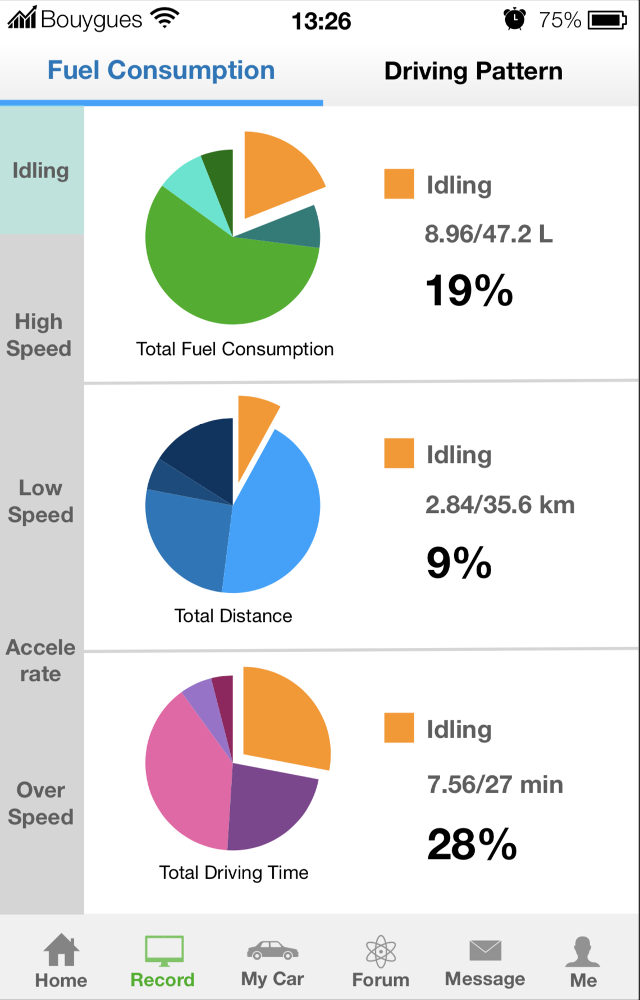 Bouygues 13:26 75%
Fuel Consumption Driving Pattern
Idling
High
Speed
Low
Speed
Accele
rate
Over
Speed
Idling
8.96/47.2 L
19%
Total Fuel Consumption
Idling
2.84/35.6 km
9%
Total Distance
Idling
7.56/27 min
28%
Total Driving Time
Home Record My Car Forum Message Me